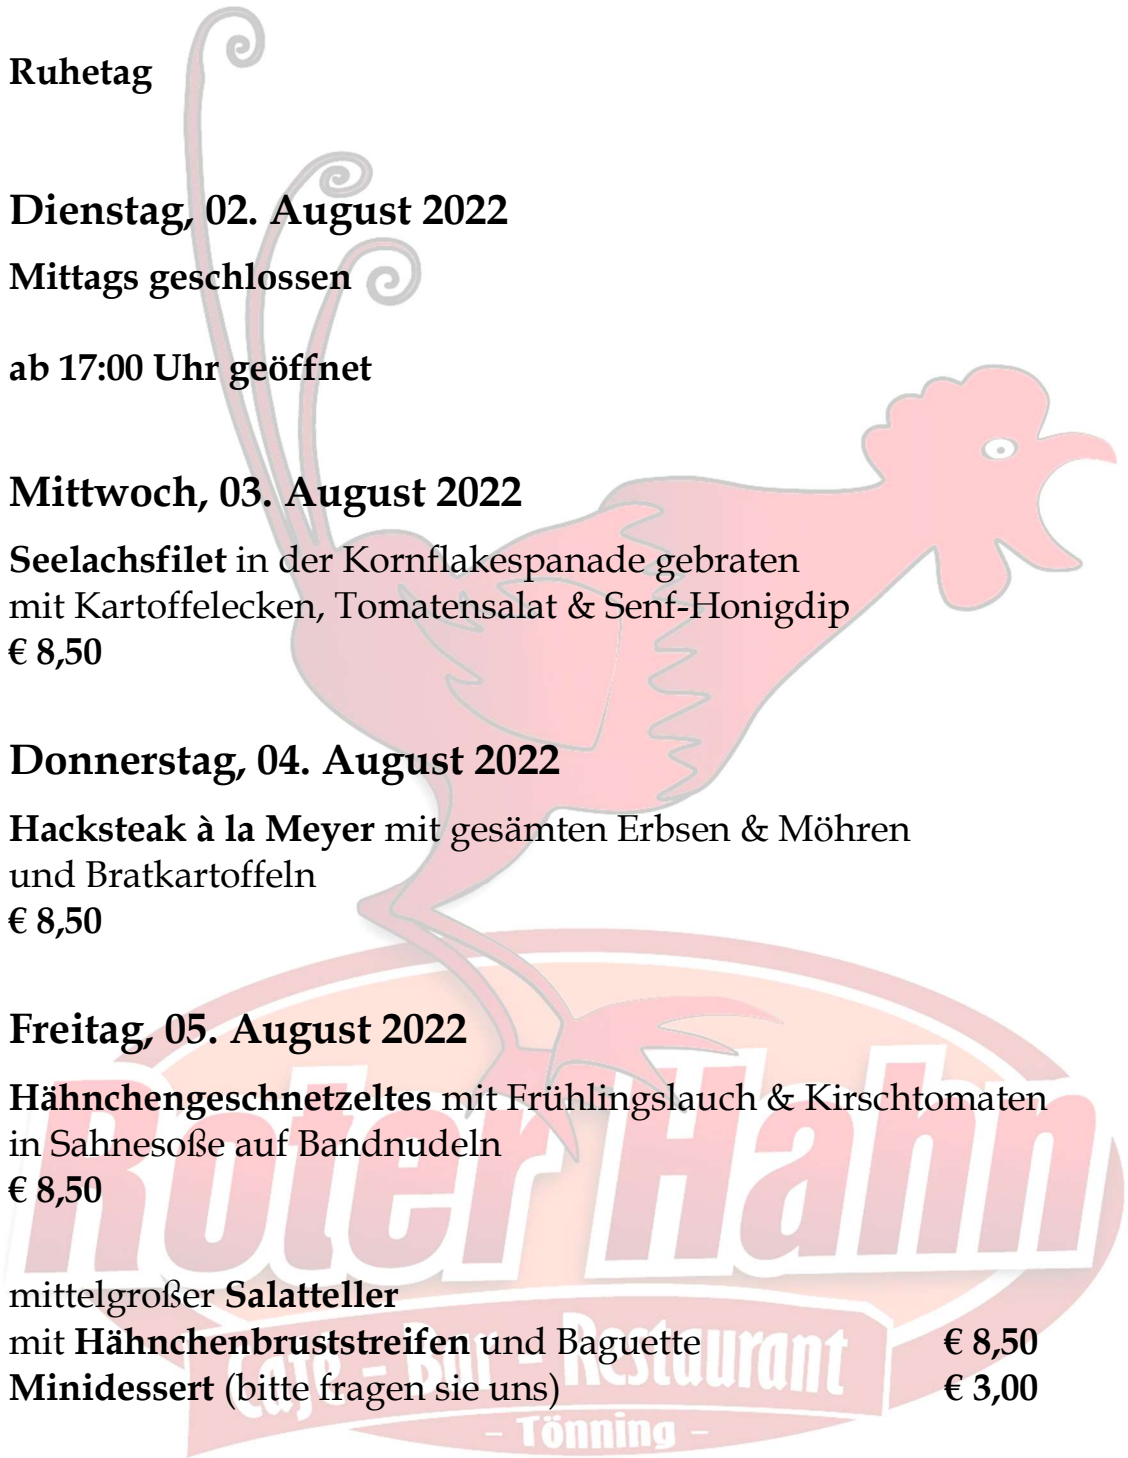 Ruhetag
Dienstag, 02. August 2022
Mittags geschlossen
ab 17:00 Uhr geöffnet
Mittwoch, 03. August 2022
Seelachsfilet in der Kornflakespanade gebraten
mit Kartoffelecken, Tomatensalat & Senf-Honigdip
€ 8,50
Donnerstag, 04. August 2022
Hacksteak à la Meyer mit gesämten Erbsen & Möhren
und Bratkartoffeln
€ 8,50
Freitag, 05. August 2022
Hähnchengeschnetzeltes mit Frühlingslauch & Kirschtomaten
in Sahnesoße auf Bandnudeln
€ 8,50
Roter Hahn
mittelgroßer Salatteller
mit Hähnchenbruststreifen und Baguette € 8,50
Minidessert (bitte fragen sie uns) € 3,00
Cafe - Bar - Restaurant
- Tönning -